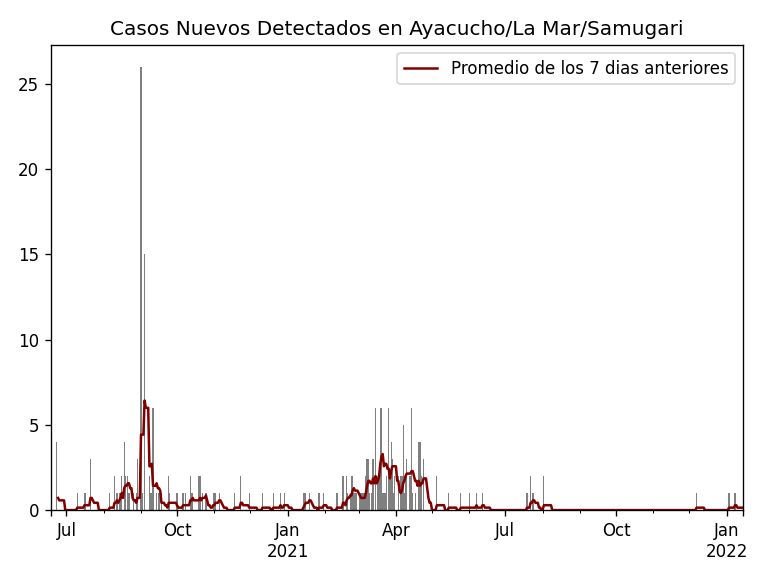 Casos Nuevos Detectados en Ayacucho/La Mar/Samugari
Promedio de los 7 dias anteriores
25
20
15
10
5
0
Jul Oct Jan Apr Jul Oct Jan
2021 2022